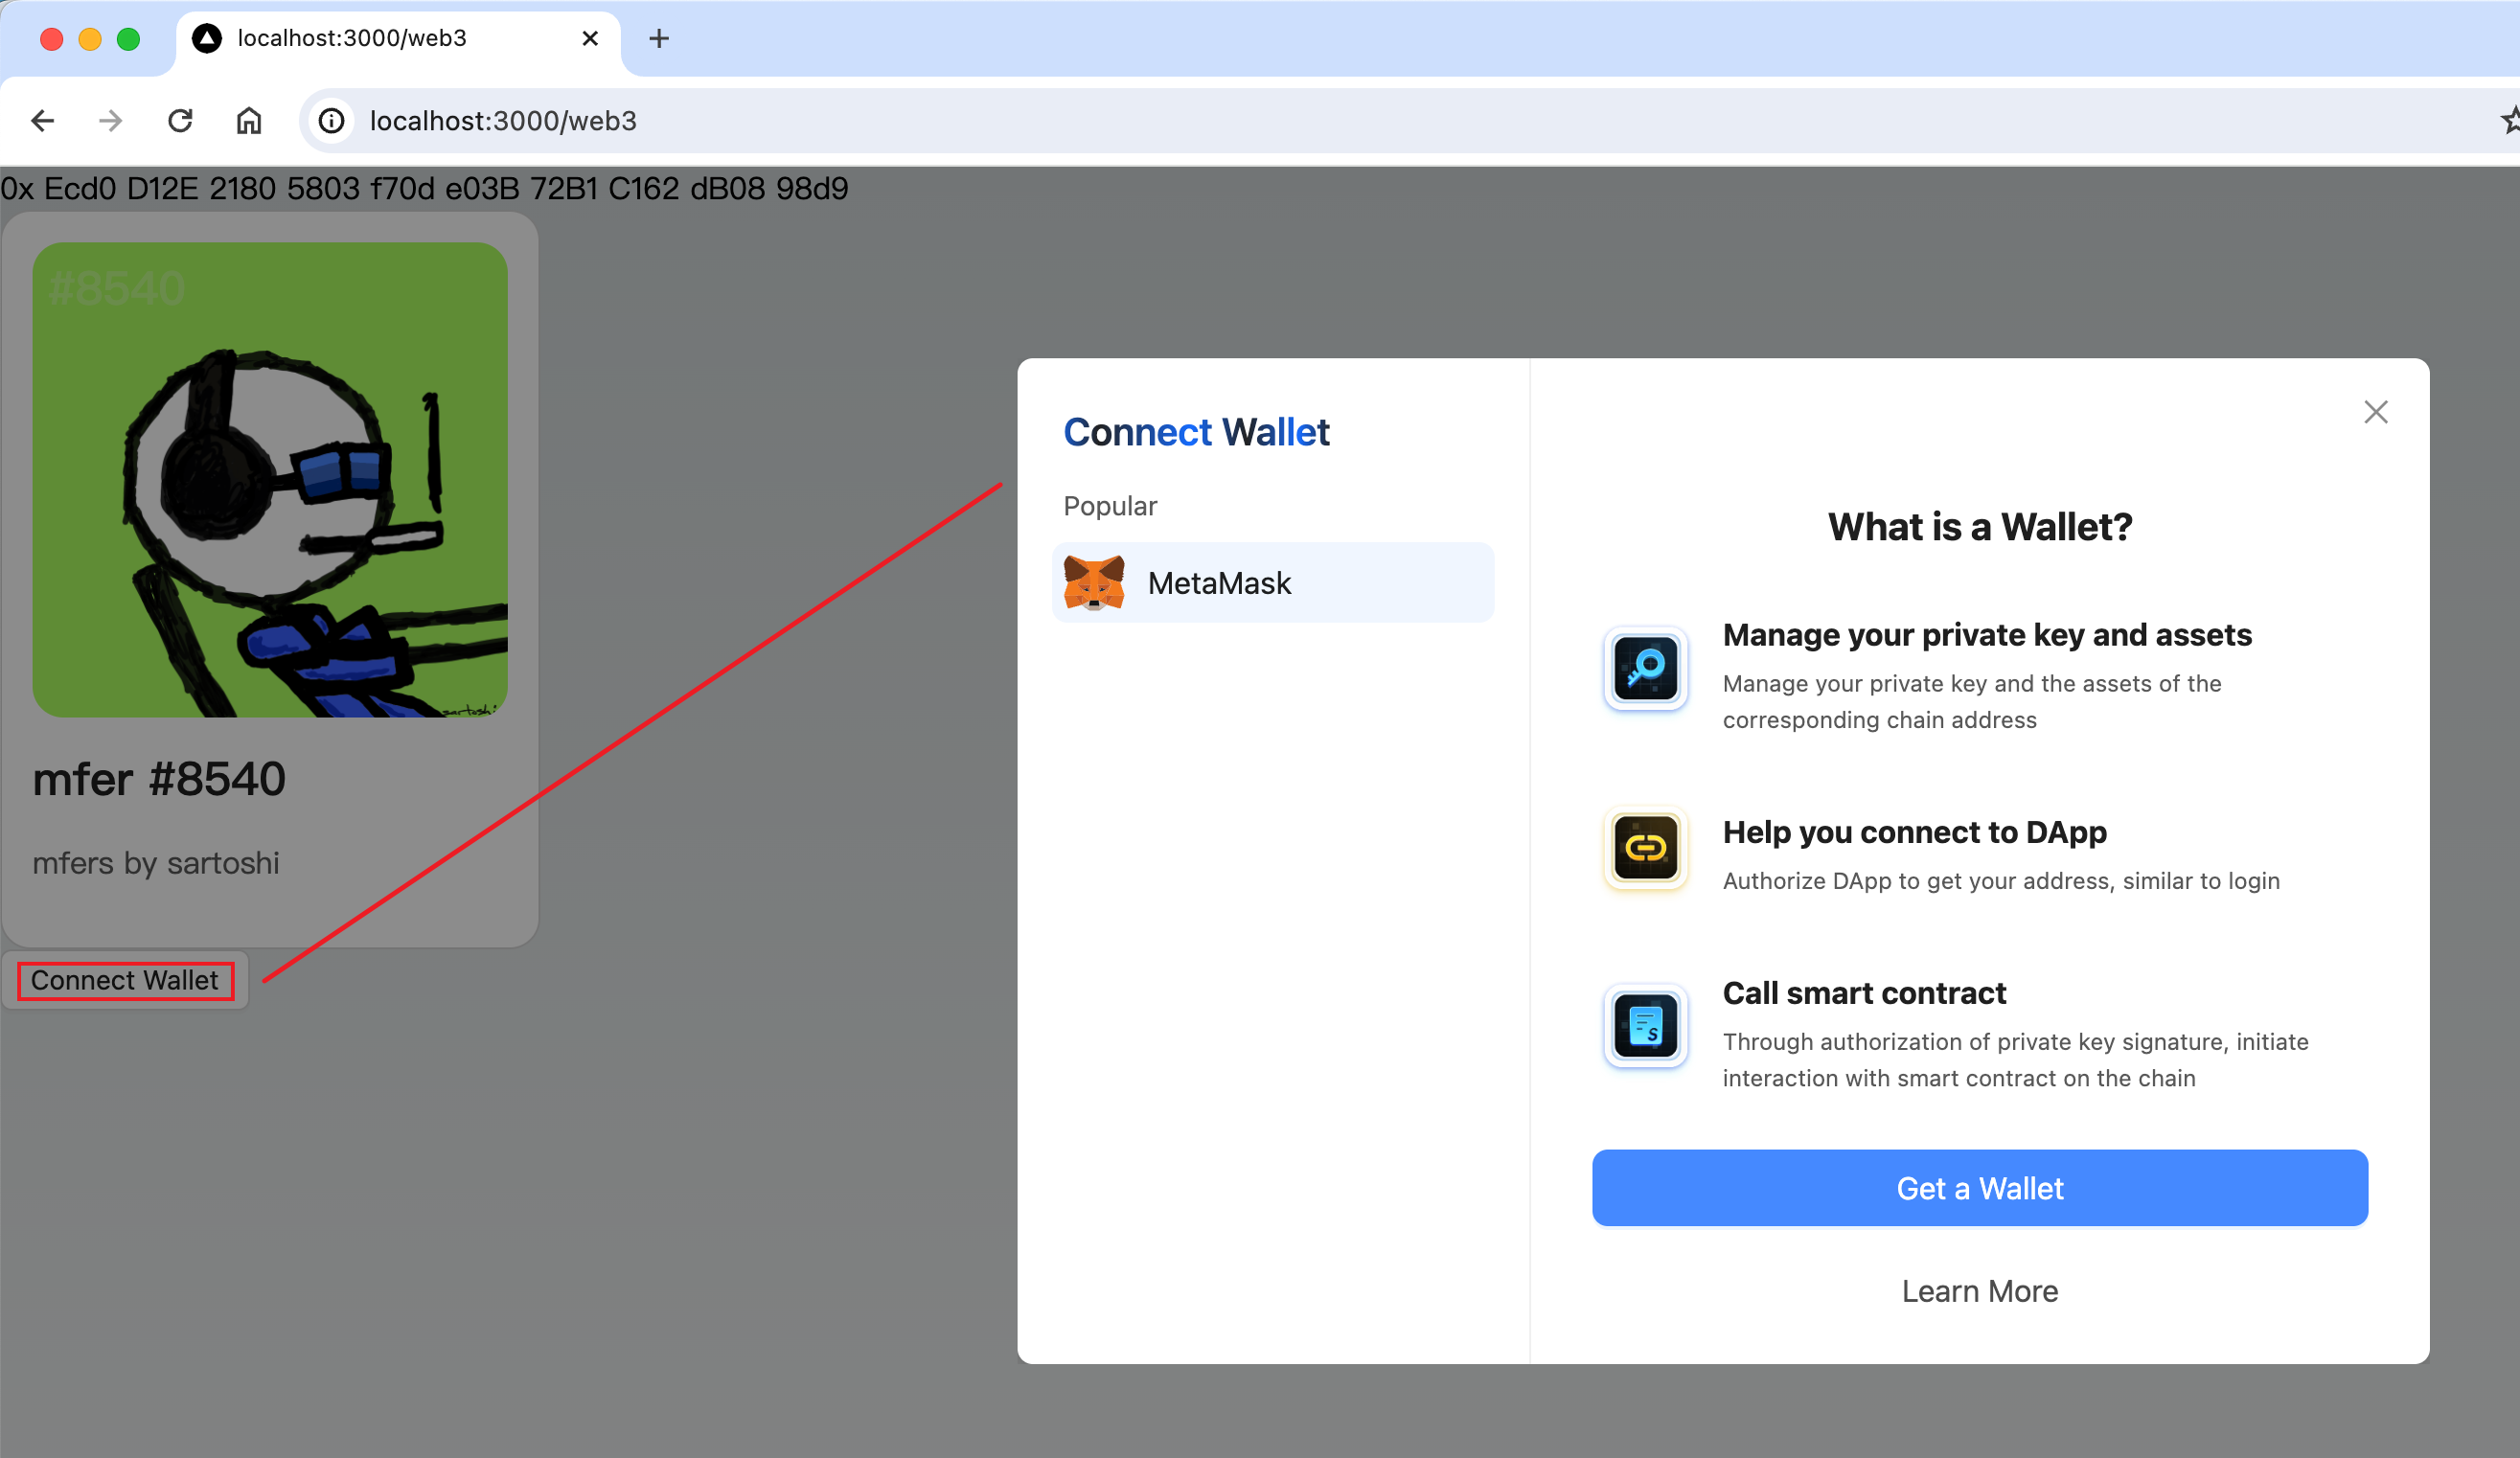 localhost:3000/web3
localhost:3000/web3
0x Ecd0 D12E 2180 5803 f70d e03B 72B1 C162 dB08 98d9
#8540
sartoshi
mfer #8540
mfers by sartoshi
Connect Wallet
Connect Wallet
Popular
MetaMask
What is a Wallet?
Manage your private key and assets
Manage your private key and the assets of the
corresponding chain address
Help you connect to DApp
Authorize DApp to get your address, similar to login
Call smart contract
Through authorization of private key signature, initiate
interaction with smart contract on the chain
Get a Wallet
Learn More